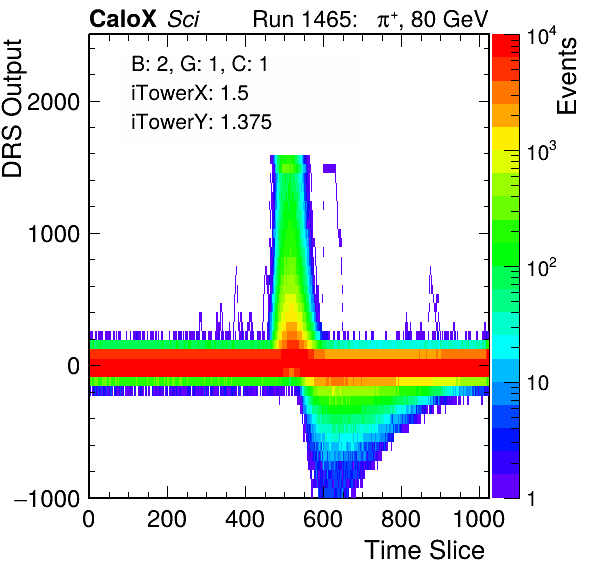 CaloX Sci Run 1465: π⁺, 80 GeV
B: 2, G: 1, C: 1
iTowerX: 1.5
iTowerY: 1.375
DRS Output
2000
1000
0
−1000
0 200 400 600 800 1000
Time Slice
Events
10⁴
10³
10²
10
1